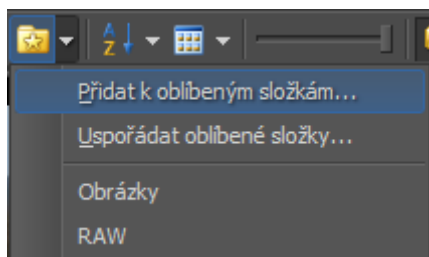 A
Z
Přidat k oblíbeným složkám...
Uspořádat oblíbené složky...
Obrázky
RAW